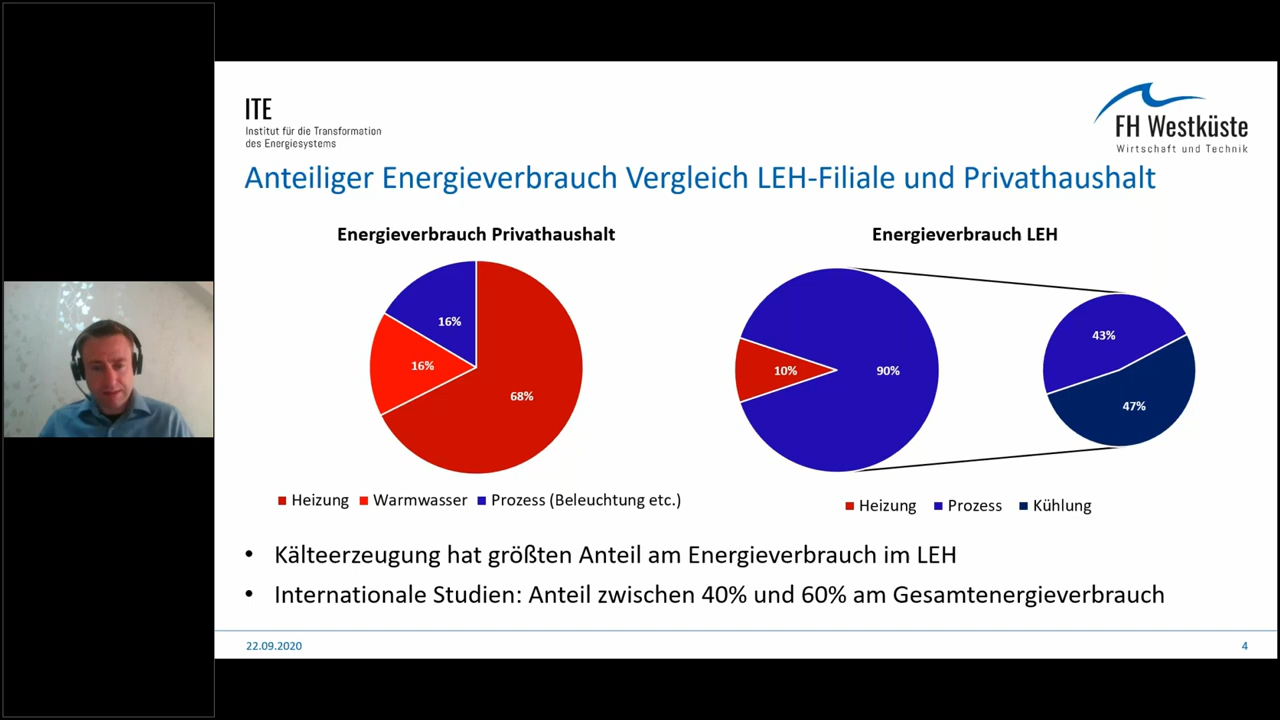 ITE
Institut für die Transformation
des Energiesystems
FH Westküste
Wirtschaft und Technik
Anteiliger Energieverbrauch Vergleich LEH-Filiale und Privathaushalt
Energieverbrauch Privathaushalt
16%
16%
68%
Heizung Warmwasser Prozess (Beleuchtung etc.)
Energieverbrauch LEH
10%
90%
43%
47%
Heizung Prozess Kühlung
• Kälteerzeugung hat größten Anteil am Energieverbrauch im LEH
• Internationale Studien: Anteil zwischen 40% und 60% am Gesamtenergieverbrauch
22.09.2020
4